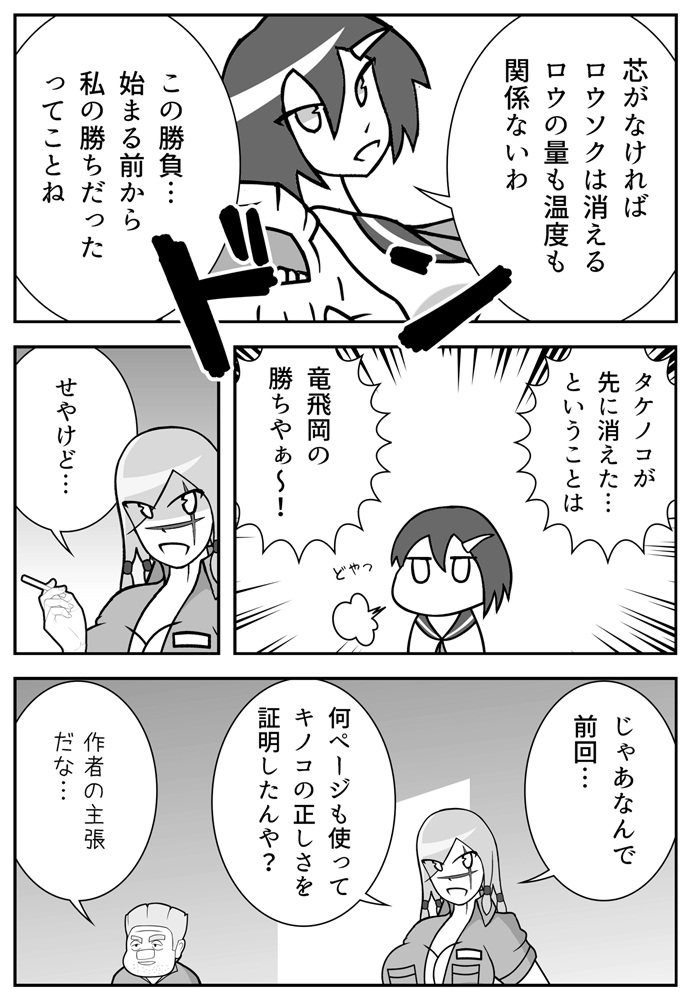 芯がなければ
ロウソクは消える
ロウの量も温度も
関係ないわ
この勝負…
始まる前から
私の勝ちだった
ってことね
ドーン
タケノコが
先に消えた…
ということは
竜飛岡の
勝ちやぁ～！
どやっ
せやけど…
じゃあなんで
前回…
何ページも使って
キノコの正しさを
証明したんや？
作者の主張
だな…